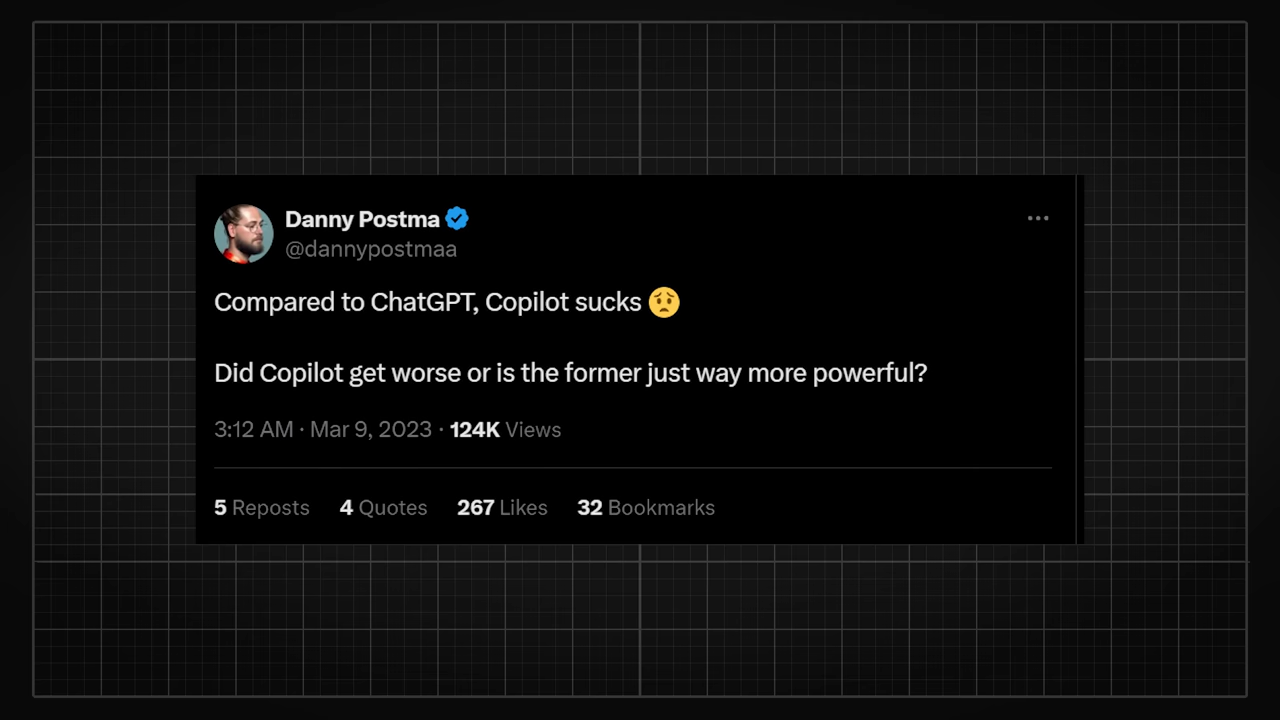 Danny Postma
@dannypostmaa
Compared to ChatGPT, Copilot sucks 😟
Did Copilot get worse or is the former just way more powerful?
3:12 AM · Mar 9, 2023 · 124K Views
5 Reposts 4 Quotes 267 Likes 32 Bookmarks